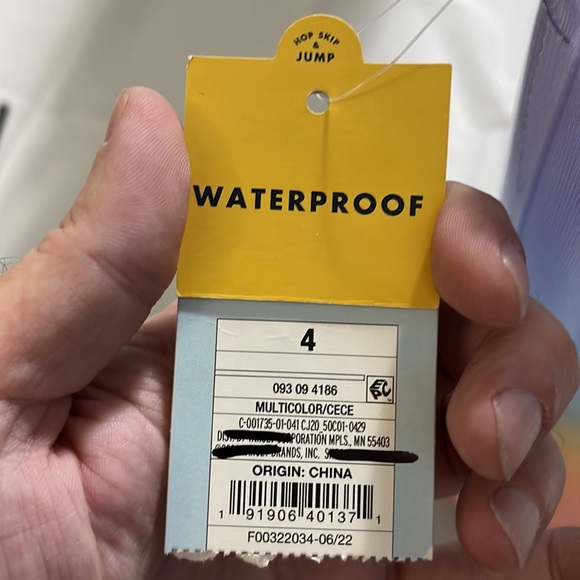 HOP SKIP
&
JUMP
WATERPROOF
4
093 09 4186
MULTICOLOR/CECE
C-001735-01-041 CJ20 50C01-0429
PORATION MPLS., MN 55403
BRANDS, INC.
ORIGIN: CHINA
1 91906 40137 1
F00322034-06/22